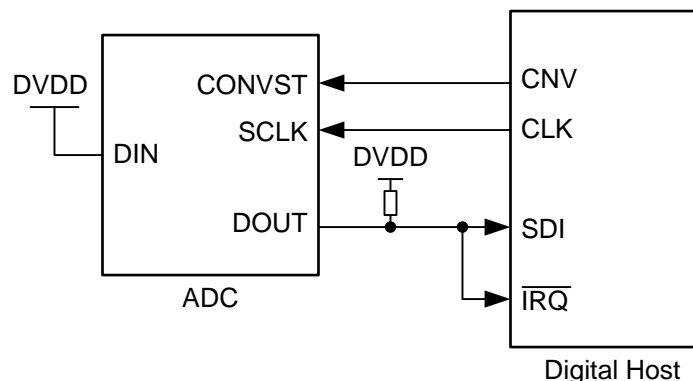 DVDD
DIN
CONVST
SCLK
DOUT
ADC
DVDD
CNV
CLK
SDI
IRQ
Digital Host